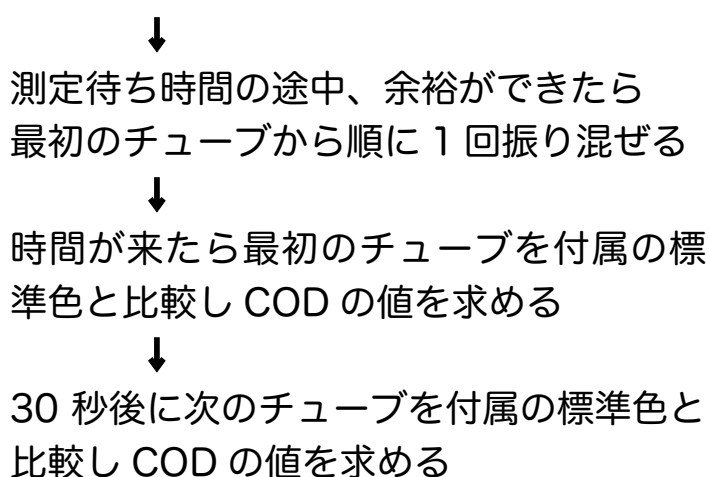 ↓
測定待ち時間の途中、余裕ができたら
最初のチューブから順に 1 回振り混ぜる
↓
時間が来たら最初のチューブを付属の標
準色と比較し COD の値を求める
↓
30 秒後に次のチューブを付属の標準色と
比較し COD の値を求める